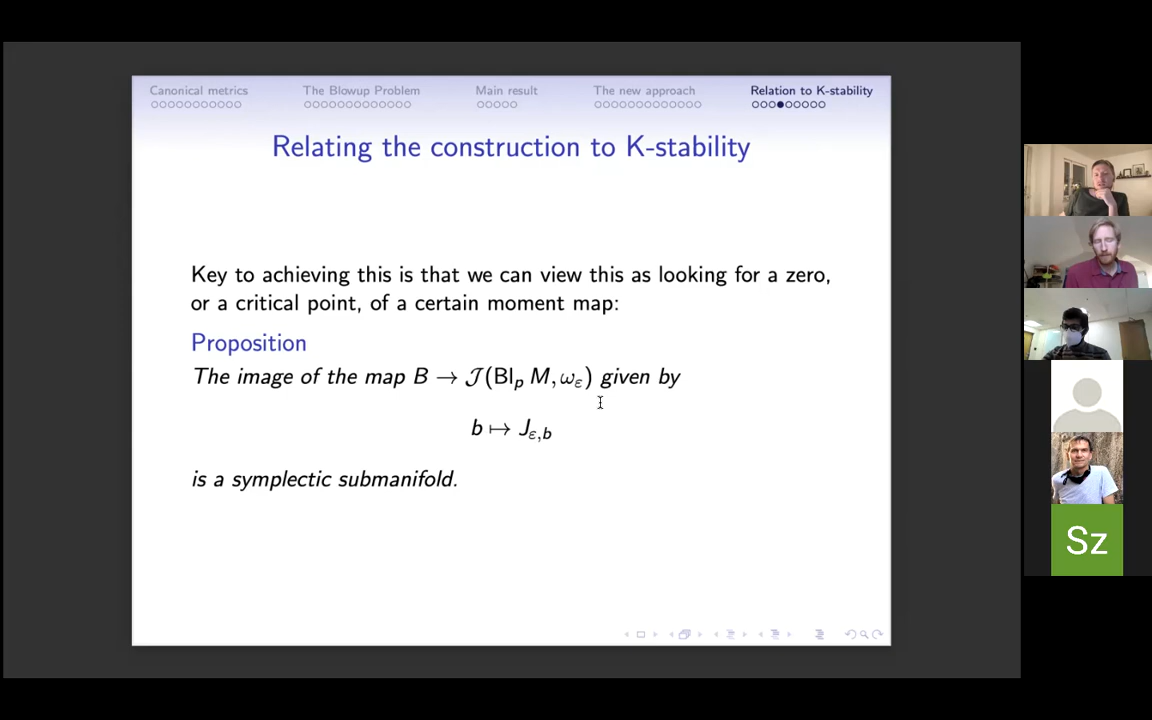 Canonical metrics The Blowup Problem Main result The new approach Relation to K-stability
Relating the construction to K-stability
Key to achieving this is that we can view this as looking for a zero,
or a critical point, of a certain moment map:
Proposition
The image of the map B → 𝒥(Bl_p M, ω_ε) given by
b ↦ J_{ε,b}
is a symplectic submanifold.
Sz